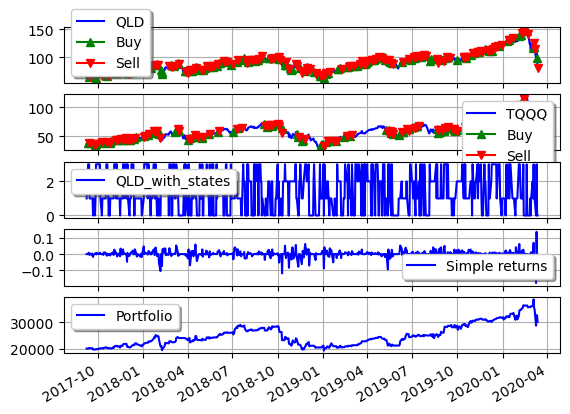 QLD
Buy
Sell
150
100
TQQQ
Buy
Sell
100
50
QLD_with_states
2
0
Simple returns
0.1
0.0
−0.1
Portfolio
30000
20000
2017-10
2018-01
2018-04
2018-07
2018-10
2019-01
2019-04
2019-07
2019-10
2020-01
2020-04